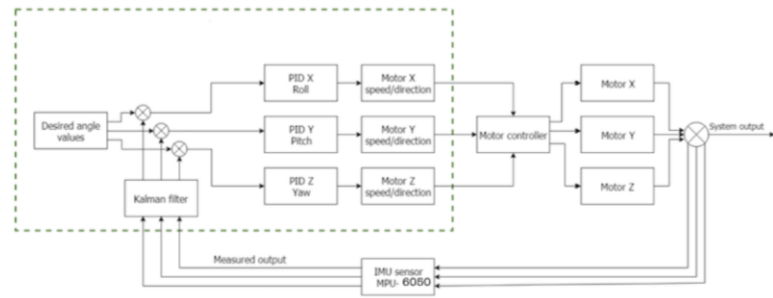 Desired angle
values
Kalman filter
PID X
Roll
PID Y
Pitch
PID Z
Yaw
Motor X
speed/direction
Motor Y
speed/direction
Motor Z
speed/direction
Motor controller
Motor X
Motor Y
Motor Z
System output
Measured output
IMU sensor
MPU- 6050